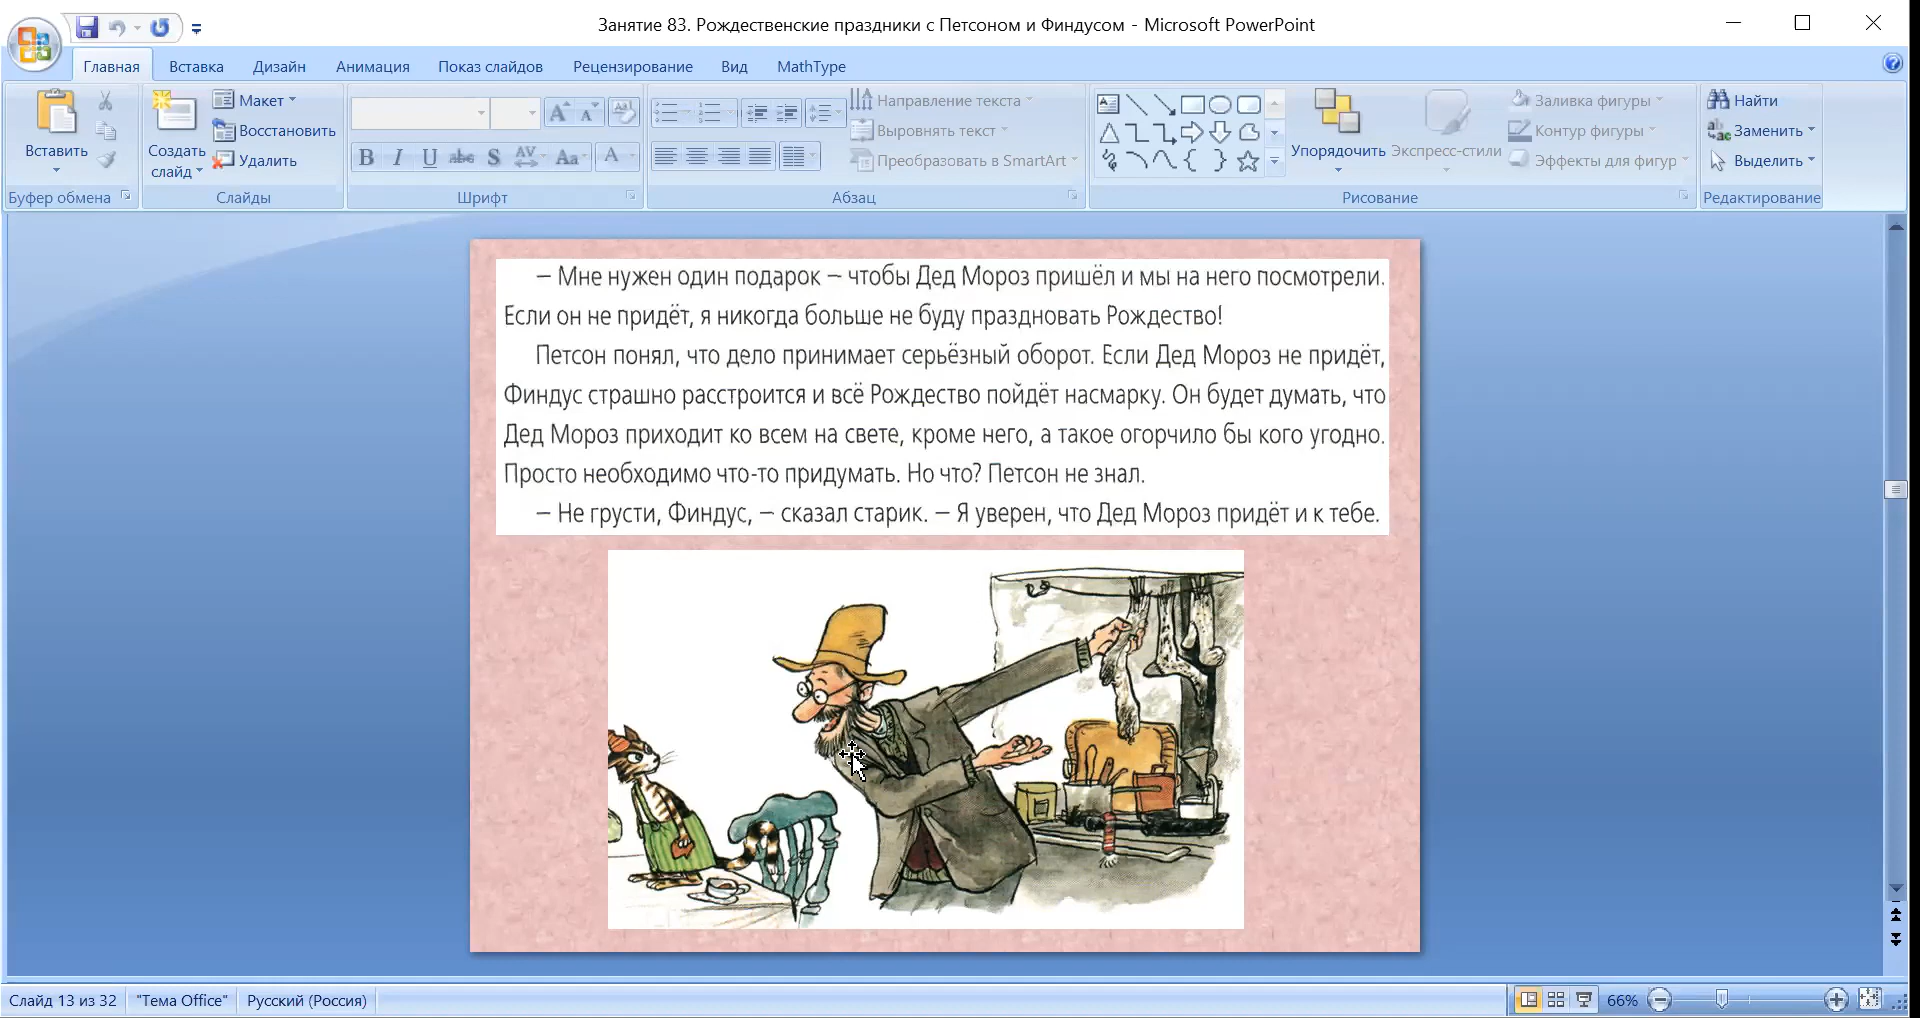 Занятие 83. Рождественские праздники с Петсоном и Финдусом - Microsoft PowerPoint
Главная Вставка Дизайн Анимация Показ слайдов Рецензирование Вид MathType
Вставить
Буфер обмена
Создать слайд
Макет
Восстановить
Удалить
Слайды
Шрифт
Направление текста
Выровнять текст
Преобразовать в SmartArt
Абзац
Упорядочить
Экспресс-стили
Заливка фигуры
Контур фигуры
Эффекты для фигур
Рисование
Найти
Заменить
Выделить
Редактирование
– Мне нужен один подарок – чтобы Дед Мороз пришёл и мы на него посмотрели.
Если он не придёт, я никогда больше не буду праздновать Рождество!
Петсон понял, что дело принимает серьёзный оборот. Если Дед Мороз не придёт,
Финдус страшно расстроится и всё Рождество пойдёт насмарку. Он будет думать, что
Дед Мороз приходит ко всем на свете, кроме него, а такое огорчило бы кого угодно.
Просто необходимо что-то придумать. Но что? Петсон не знал.
– Не грусти, Финдус, – сказал старик. – Я уверен, что Дед Мороз придёт и к тебе.
Слайд 13 из 32 "Тема Office" Русский (Россия) 66%